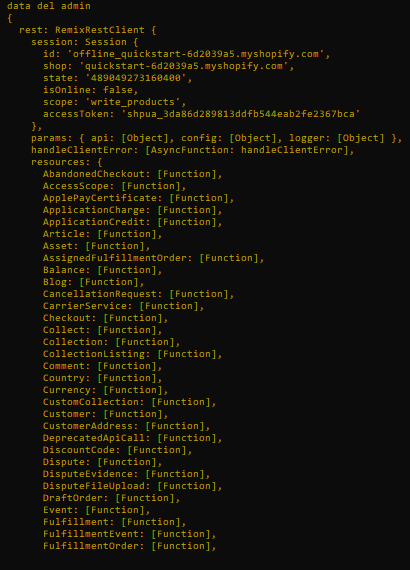 data del admin
{
rest: RemixRestClient {
session: Session {
id: 'offline_quickstart-6d2039a5.myshopify.com',
shop: 'quickstart-6d2039a5.myshopify.com',
state: '489049273160400',
isOnline: false,
scope: 'write_products',
accessToken: 'shpua_3da86d289813ddfb544eab2fe2367bca'
},
params: { api: [Object], config: [Object], logger: [Object] },
handleClientError: [AsyncFunction: handleClientError],
resources: {
AbandonedCheckout: [Function],
AccessScope: [Function],
ApplePayCertificate: [Function],
ApplicationCharge: [Function],
ApplicationCredit: [Function],
Article: [Function],
Asset: [Function],
AssignedFulfillmentOrder: [Function],
Balance: [Function],
Blog: [Function],
CancellationRequest: [Function],
CarrierService: [Function],
Checkout: [Function],
Collect: [Function],
Collection: [Function],
CollectionListing: [Function],
Comment: [Function],
Country: [Function],
Currency: [Function],
CustomCollection: [Function],
Customer: [Function],
CustomerAddress: [Function],
DeprecatedApiCall: [Function],
DiscountCode: [Function],
Dispute: [Function],
DisputeEvidence: [Function],
DisputeFileUpload: [Function],
DraftOrder: [Function],
Event: [Function],
Fulfillment: [Function],
FulfillmentEvent: [Function],
FulfillmentOrder: [Function],